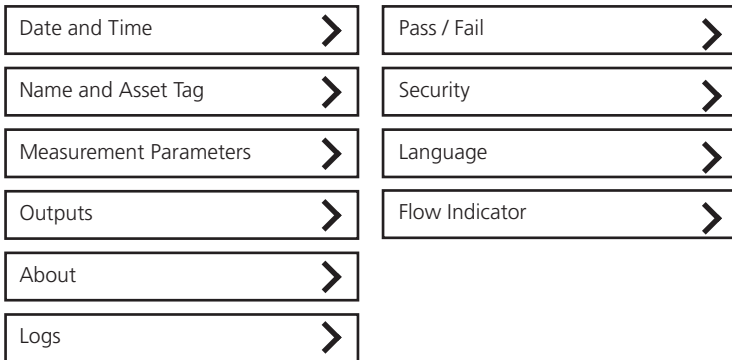 Date and Time
Name and Asset Tag
Measurement Parameters
Outputs
About
Logs
Pass / Fail
Security
Language
Flow Indicator